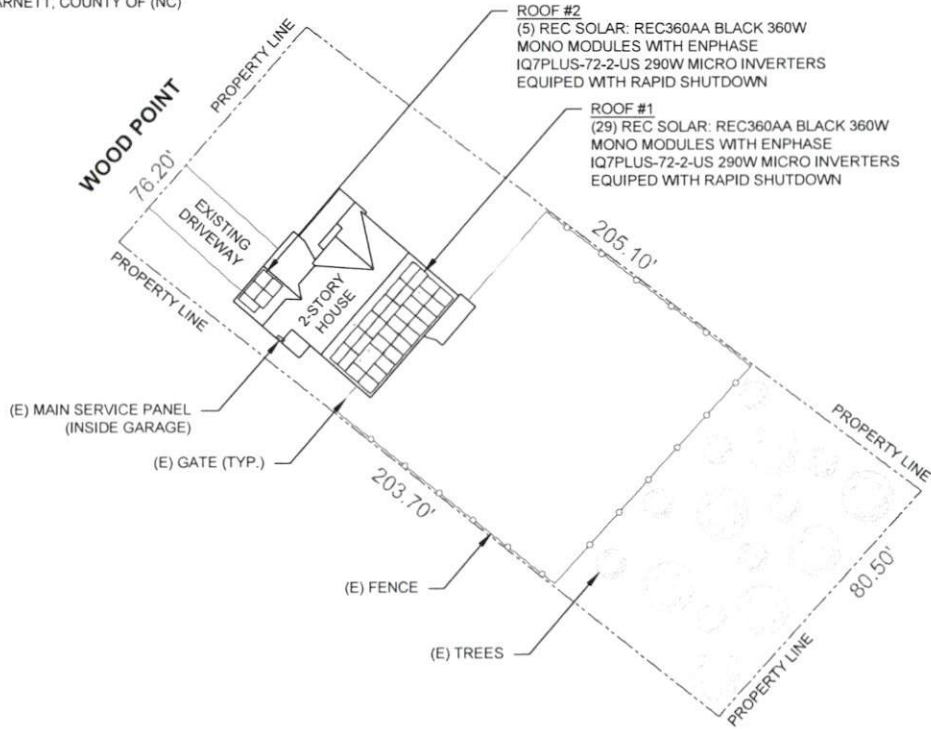 COUNTY OF (NC)
ROOF #2
(5) REC SOLAR: REC360AA BLACK 360W
MONO MODULES WITH ENPHASE
IQ7PLUS-72-2-US 290W MICRO INVERTERS
EQUIPED WITH RAPID SHUTDOWN
ROOF #1
(29) REC SOLAR: REC360AA BLACK 360W
MONO MODULES WITH ENPHASE
IQ7PLUS-72-2-US 290W MICRO INVERTERS
EQUIPED WITH RAPID SHUTDOWN
PROPERTY LINE
WOOD POINT
76.20'
EXISTING
DRIVEWAY
205.10'
PROPERTY LINE
2-STORY
HOUSE
(E) MAIN SERVICE PANEL
(INSIDE GARAGE)
(E) GATE (TYP.)
PROPERTY LINE
203.70'
(E) FENCE
80.50'
(E) TREES
PROPERTY LINE